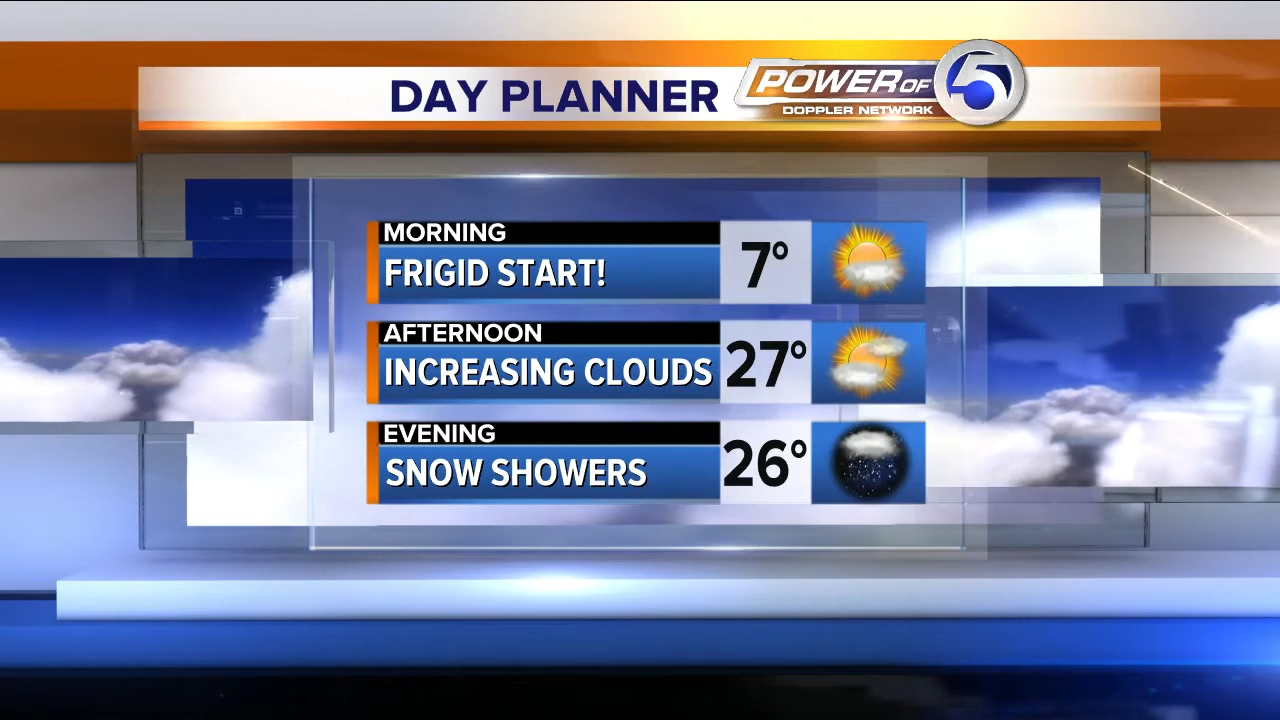 DAY PLANNER
POWER OF 5
DOPPLER NETWORK
MORNING
FRIGID START!
7°
AFTERNOON
INCREASING CLOUDS
27°
EVENING
SNOW SHOWERS
26°